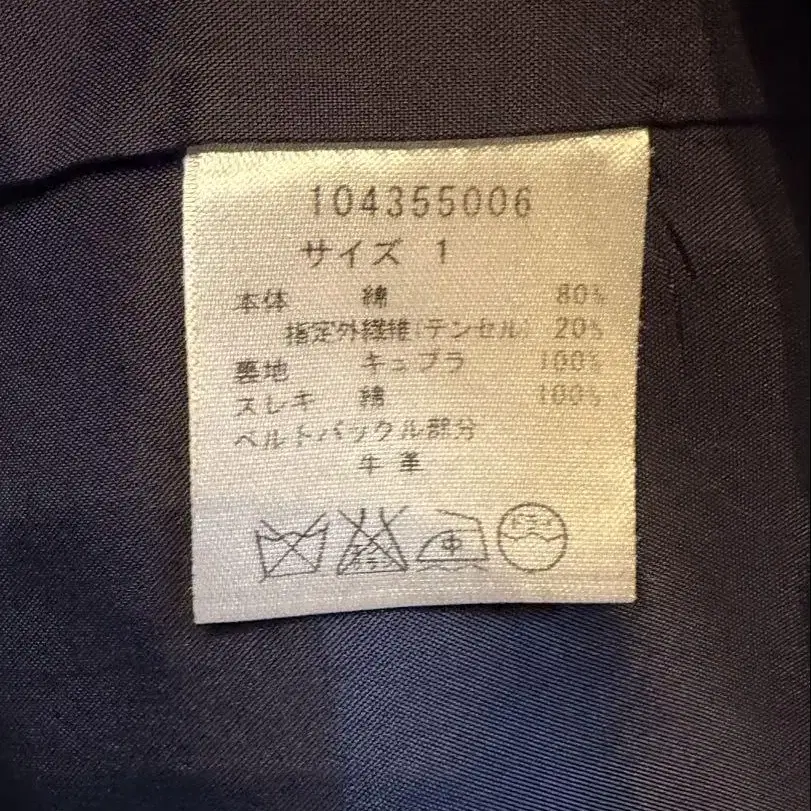 104355006
サイズ 1
本体 綿 80%
指定外繊維(テンセル) 20%
裏地 キュプラ 100%
スレキ 綿 100%
ベルトバックル部分
牛革